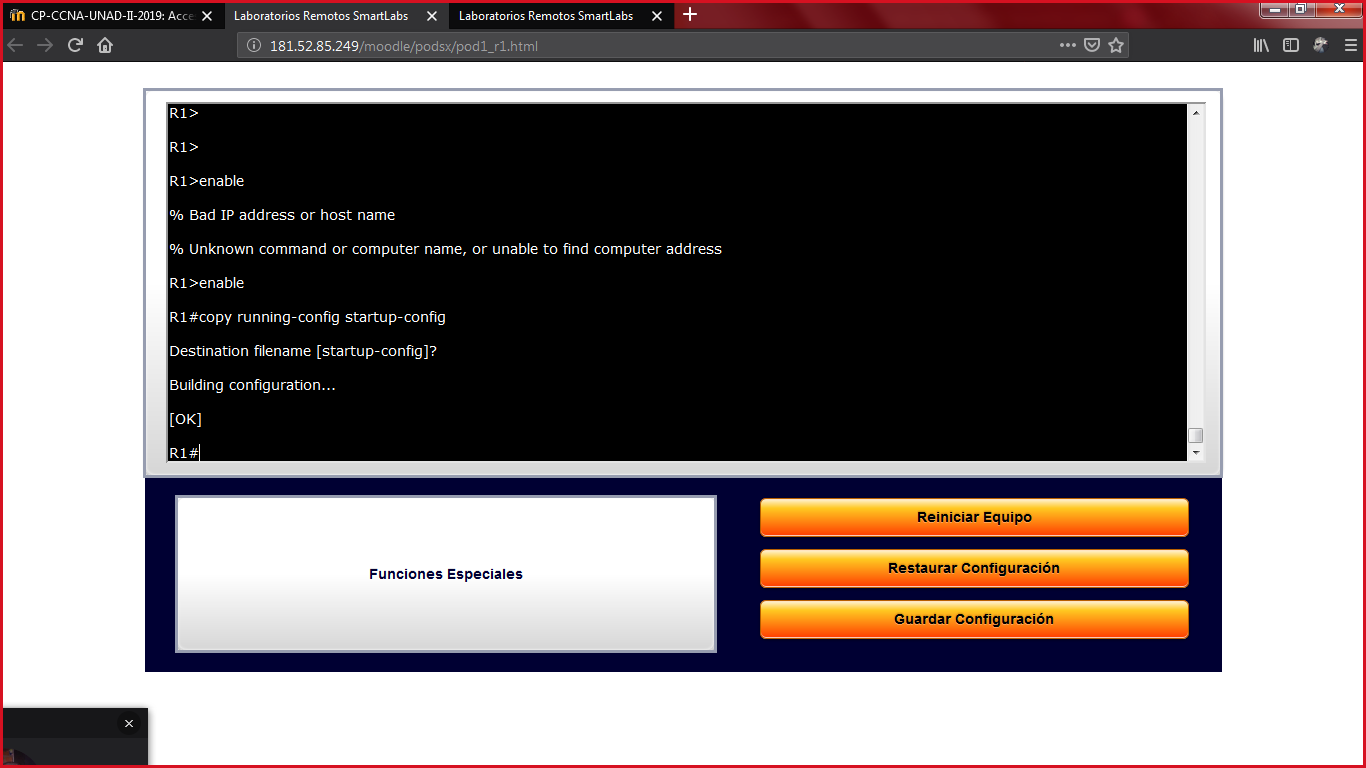 CP-CCNA-UNAD-II-2019: Acce
Laboratorios Remotos SmartLabs
Laboratorios Remotos SmartLabs
181.52.85.249/moodle/podsx/pod1_r1.html
R1>
R1>
R1>enable
% Bad IP address or host name
% Unknown command or computer name, or unable to find computer address
R1>enable
R1#copy running-config startup-config
Destination filename [startup-config]?
Building configuration...
[OK]
R1#
Funciones Especiales
Reiniciar Equipo
Restaurar Configuración
Guardar Configuración